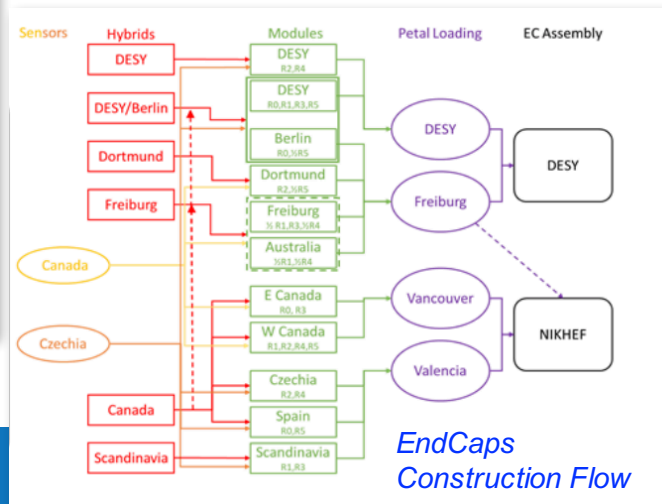 Sensors
Hybrids
Modules
Petal Loading
EC Assembly
DESY
DESY/Berlin
Dortmund
Freiburg
Canada
Czechia
Canada
Scandinavia
DESY
R2,R4
DESY
R0,R1,R3,R5
Berlin
R0,½R5
Dortmund
R2,½R5
Freiburg
½ R1,R3,½R4
Australia
½R1,½R4
E Canada
R0, R3
W Canada
R1,R2,R4,R5
Czechia
R2,R4
Spain
R0,R5
Scandinavia
R1,R3
DESY
Freiburg
Vancouver
Valencia
DESY
NIKHEF
EndCaps
Construction Flow